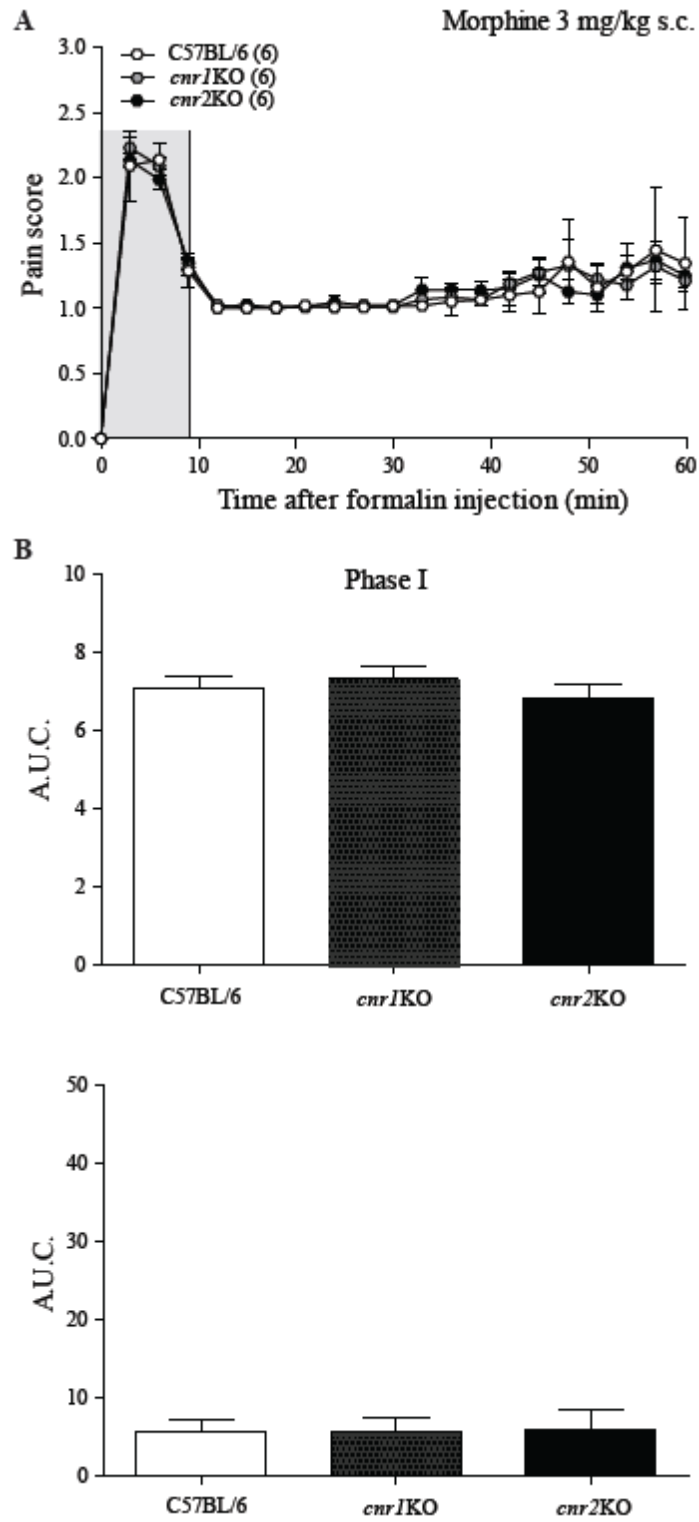 A
Morphine 3 mg/kg s.c.
C57BL/6 (6)
cnr1KO (6)
cnr2KO (6)
Pain score
3.0
2.5
2.0
1.5
1.0
0.5
0.0
0 10 20 30 40 50 60
Time after formalin injection (min)
B
Phase I
A.U.C.
10
8
6
4
2
0
C57BL/6 cnr1KO cnr2KO
A.U.C.
50
40
30
20
10
0
C57BL/6 cnr1KO cnr2KO